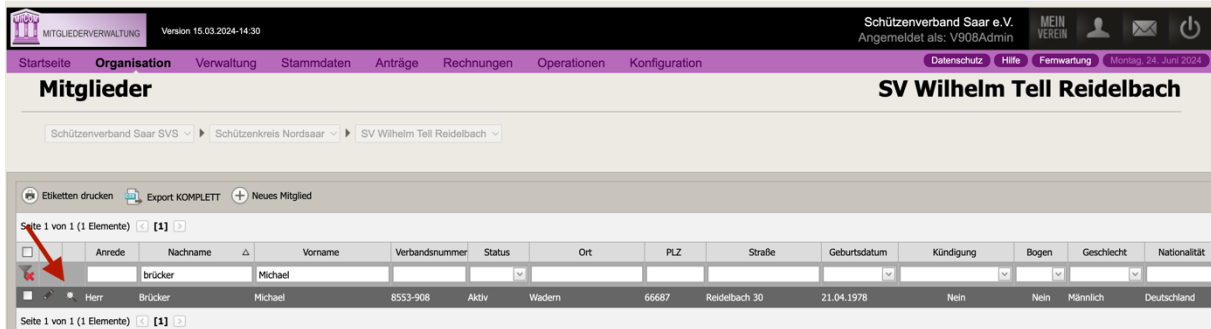 MITCOM
MITGLIEDERVERWALTUNG Version 15.03.2024-14:30 Schützenverband Saar e.V. MEIN VEREIN
Angemeldet als: V908Admin
Startseite Organisation Verwaltung Stammdaten Anträge Rechnungen Operationen Konfiguration Datenschutz Hilfe Fernwartung Montag, 24. Juni 2024
Mitglieder SV Wilhelm Tell Reidelbach
Schützenverband Saar SVS Schützenkreis Nordsaar SV Wilhelm Tell Reidelbach
Etiketten drucken Export KOMPLETT Neues Mitglied
Seite 1 von 1 (1 Elemente) [1]
Anrede Nachname Vorname Verbandsnummer Status Ort PLZ Straße Geburtsdatum Kündigung Bogen Geschlecht Nationalität
brücker Michael
Herr Brücker Michael 8553-908 Aktiv Wadern 66687 Reidelbach 30 21.04.1978 Nein Nein Männlich Deutschland
Seite 1 von 1 (1 Elemente) [1]